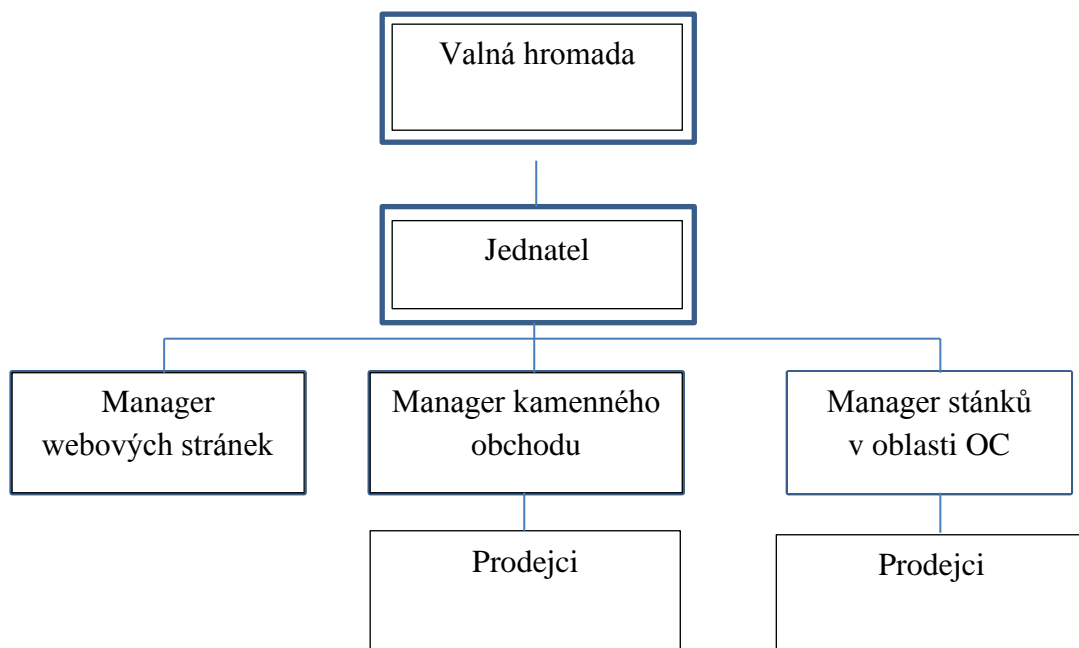 Valná hromada
Jednatel
Manager
webových stránek
Manager kamenného
obchodu
Manager stánků
v oblasti OC
Prodejci
Prodejci